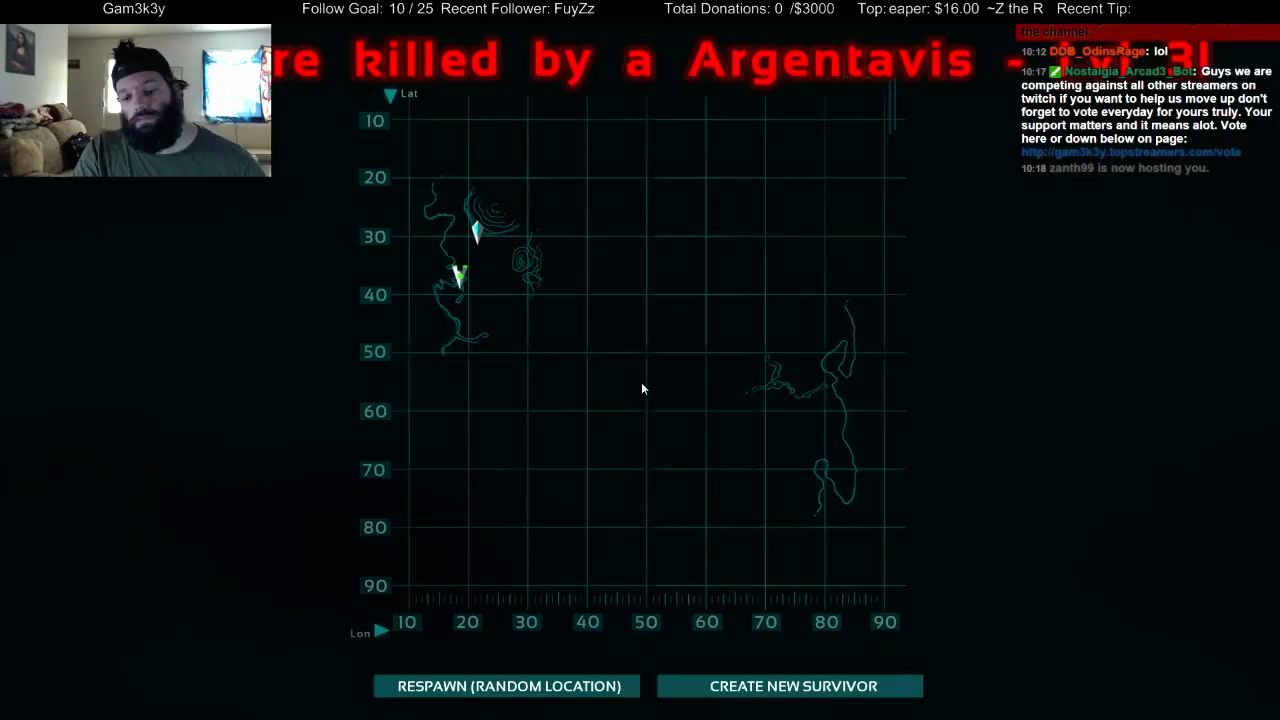 Gam3k3y
Follow Goal: 10 / 25 Recent Follower: FuyZz
Total Donations: 0 /$3000
Top: eaper: $16.00 ~Z the R
Recent Tip:
re killed by a Argentavis -
the channel.
10:12 DDB_OdinsRage: lol
10:17 Nostalgia_Arcad3_Bot: Guys we are
competing against all other streamers on
twitch if you want to help us move up don't
forget to vote everyday for yours truly. Your
support matters and it means alot. Vote
here or down below on page:
http://gam3k3y.topstreamers.com/vote
10:18 zanth99 is now hosting you.
Lat
10
20
30
40
50
60
70
80
90
Lon
10 20 30 40 50 60 70 80 90
RESPAWN (RANDOM LOCATION)
CREATE NEW SURVIVOR